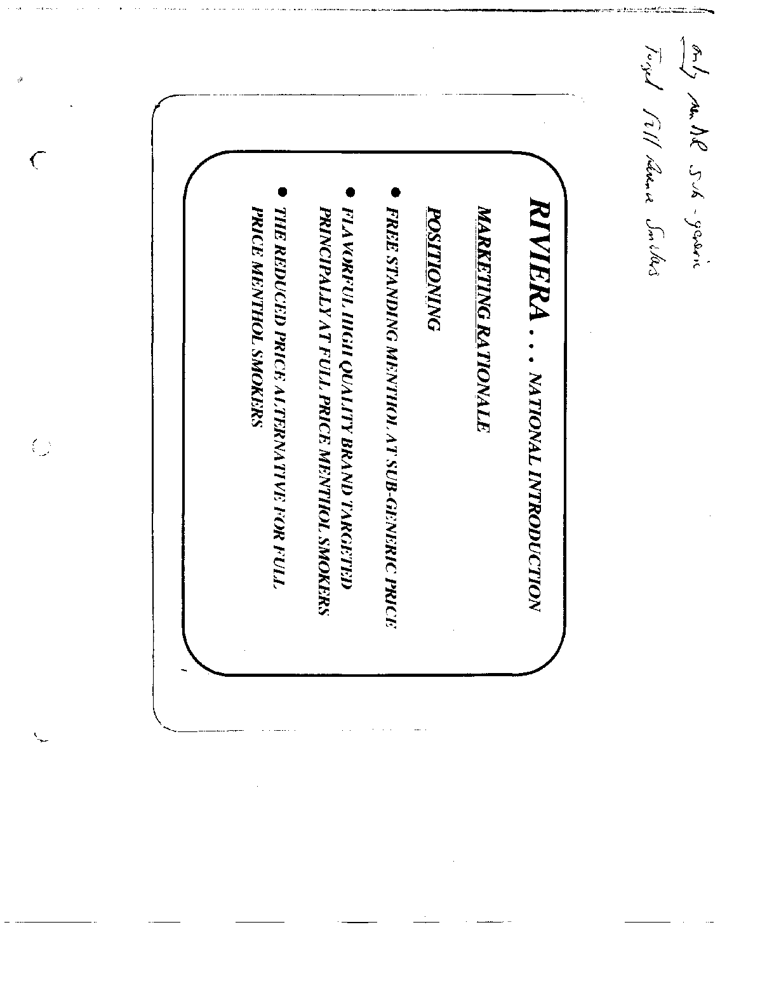 only sub-generic
Target full revenue Smokers
RIVIERA . . . NATIONAL INTRODUCTION
MARKETING RATIONALE
POSITIONING
● FREE STANDING MENTHOL AT SUB-GENERIC PRICE
● FLAVORFUL HIGH QUALITY BRAND TARGETED
PRINCIPALLY AT FULL PRICE MENTHOL SMOKERS
● THE REDUCED PRICE ALTERNATIVE FOR FULL
PRICE MENTHOL SMOKERS